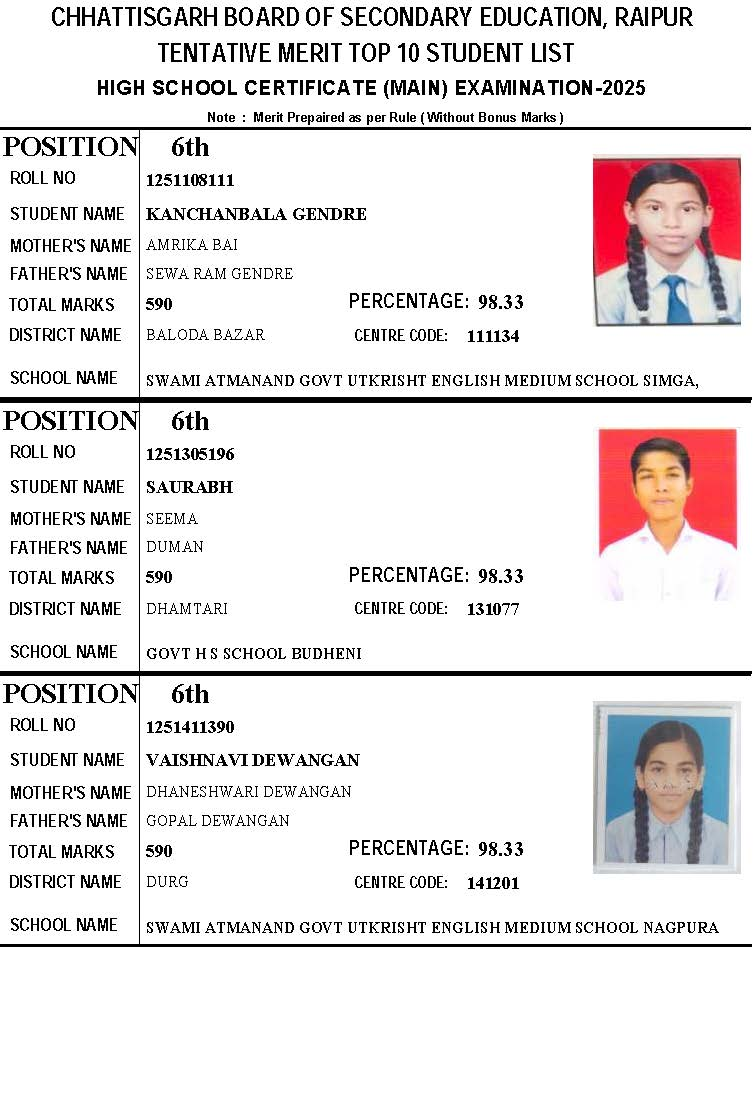 CHHATTISGARH BOARD OF SECONDARY EDUCATION, RAIPUR
TENTATIVE MERIT TOP 10 STUDENT LIST
HIGH SCHOOL CERTIFICATE (MAIN) EXAMINATION-2025
Note : Merit Prepaired as per Rule ( Without Bonus Marks )
POSITION 6th
ROLL NO 1251108111
STUDENT NAME KANCHANBALA GENDRE
MOTHER'S NAME AMRIKA BAI
FATHER'S NAME SEWA RAM GENDRE
TOTAL MARKS 590 PERCENTAGE: 98.33
DISTRICT NAME BALODA BAZAR CENTRE CODE: 111134
SCHOOL NAME SWAMI ATMANAND GOVT UTKRISHT ENGLISH MEDIUM SCHOOL SIMGA,
POSITION 6th
ROLL NO 1251305196
STUDENT NAME SAURABH
MOTHER'S NAME SEEMA
FATHER'S NAME DUMAN
TOTAL MARKS 590 PERCENTAGE: 98.33
DISTRICT NAME DHAMTARI CENTRE CODE: 131077
SCHOOL NAME GOVT H S SCHOOL BUDHENI
POSITION 6th
ROLL NO 1251411390
STUDENT NAME VAISHNAVI DEWANGAN
MOTHER'S NAME DHANESHWARI DEWANGAN
FATHER'S NAME GOPAL DEWANGAN
TOTAL MARKS 590 PERCENTAGE: 98.33
DISTRICT NAME DURG CENTRE CODE: 141201
SCHOOL NAME SWAMI ATMANAND GOVT UTKRISHT ENGLISH MEDIUM SCHOOL NAGPURA